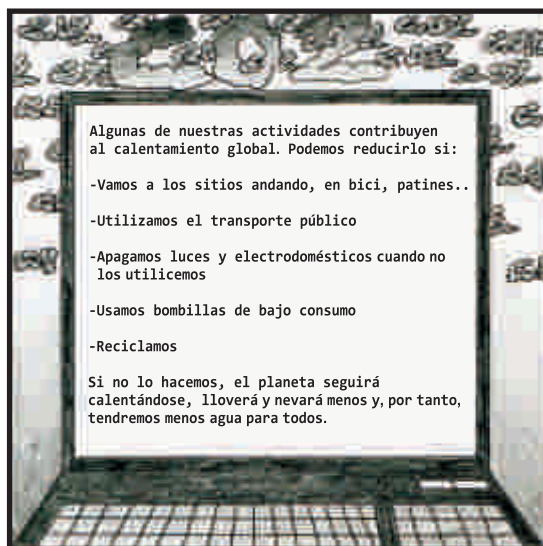 Algunas de nuestras actividades contribuyen
al calentamiento global. Podemos reducirlo si:
-Vamos a los sitios andando, en bici, patines..
-Utilizamos el transporte público
-Apagamos luces y electrodomésticos cuando no
los utilicemos
-Usamos bombillas de bajo consumo
-Reciclamos
Si no lo hacemos, el planeta seguirá
calentándose, lloverá y nevará menos y, por tanto,
tendremos menos agua para todos.